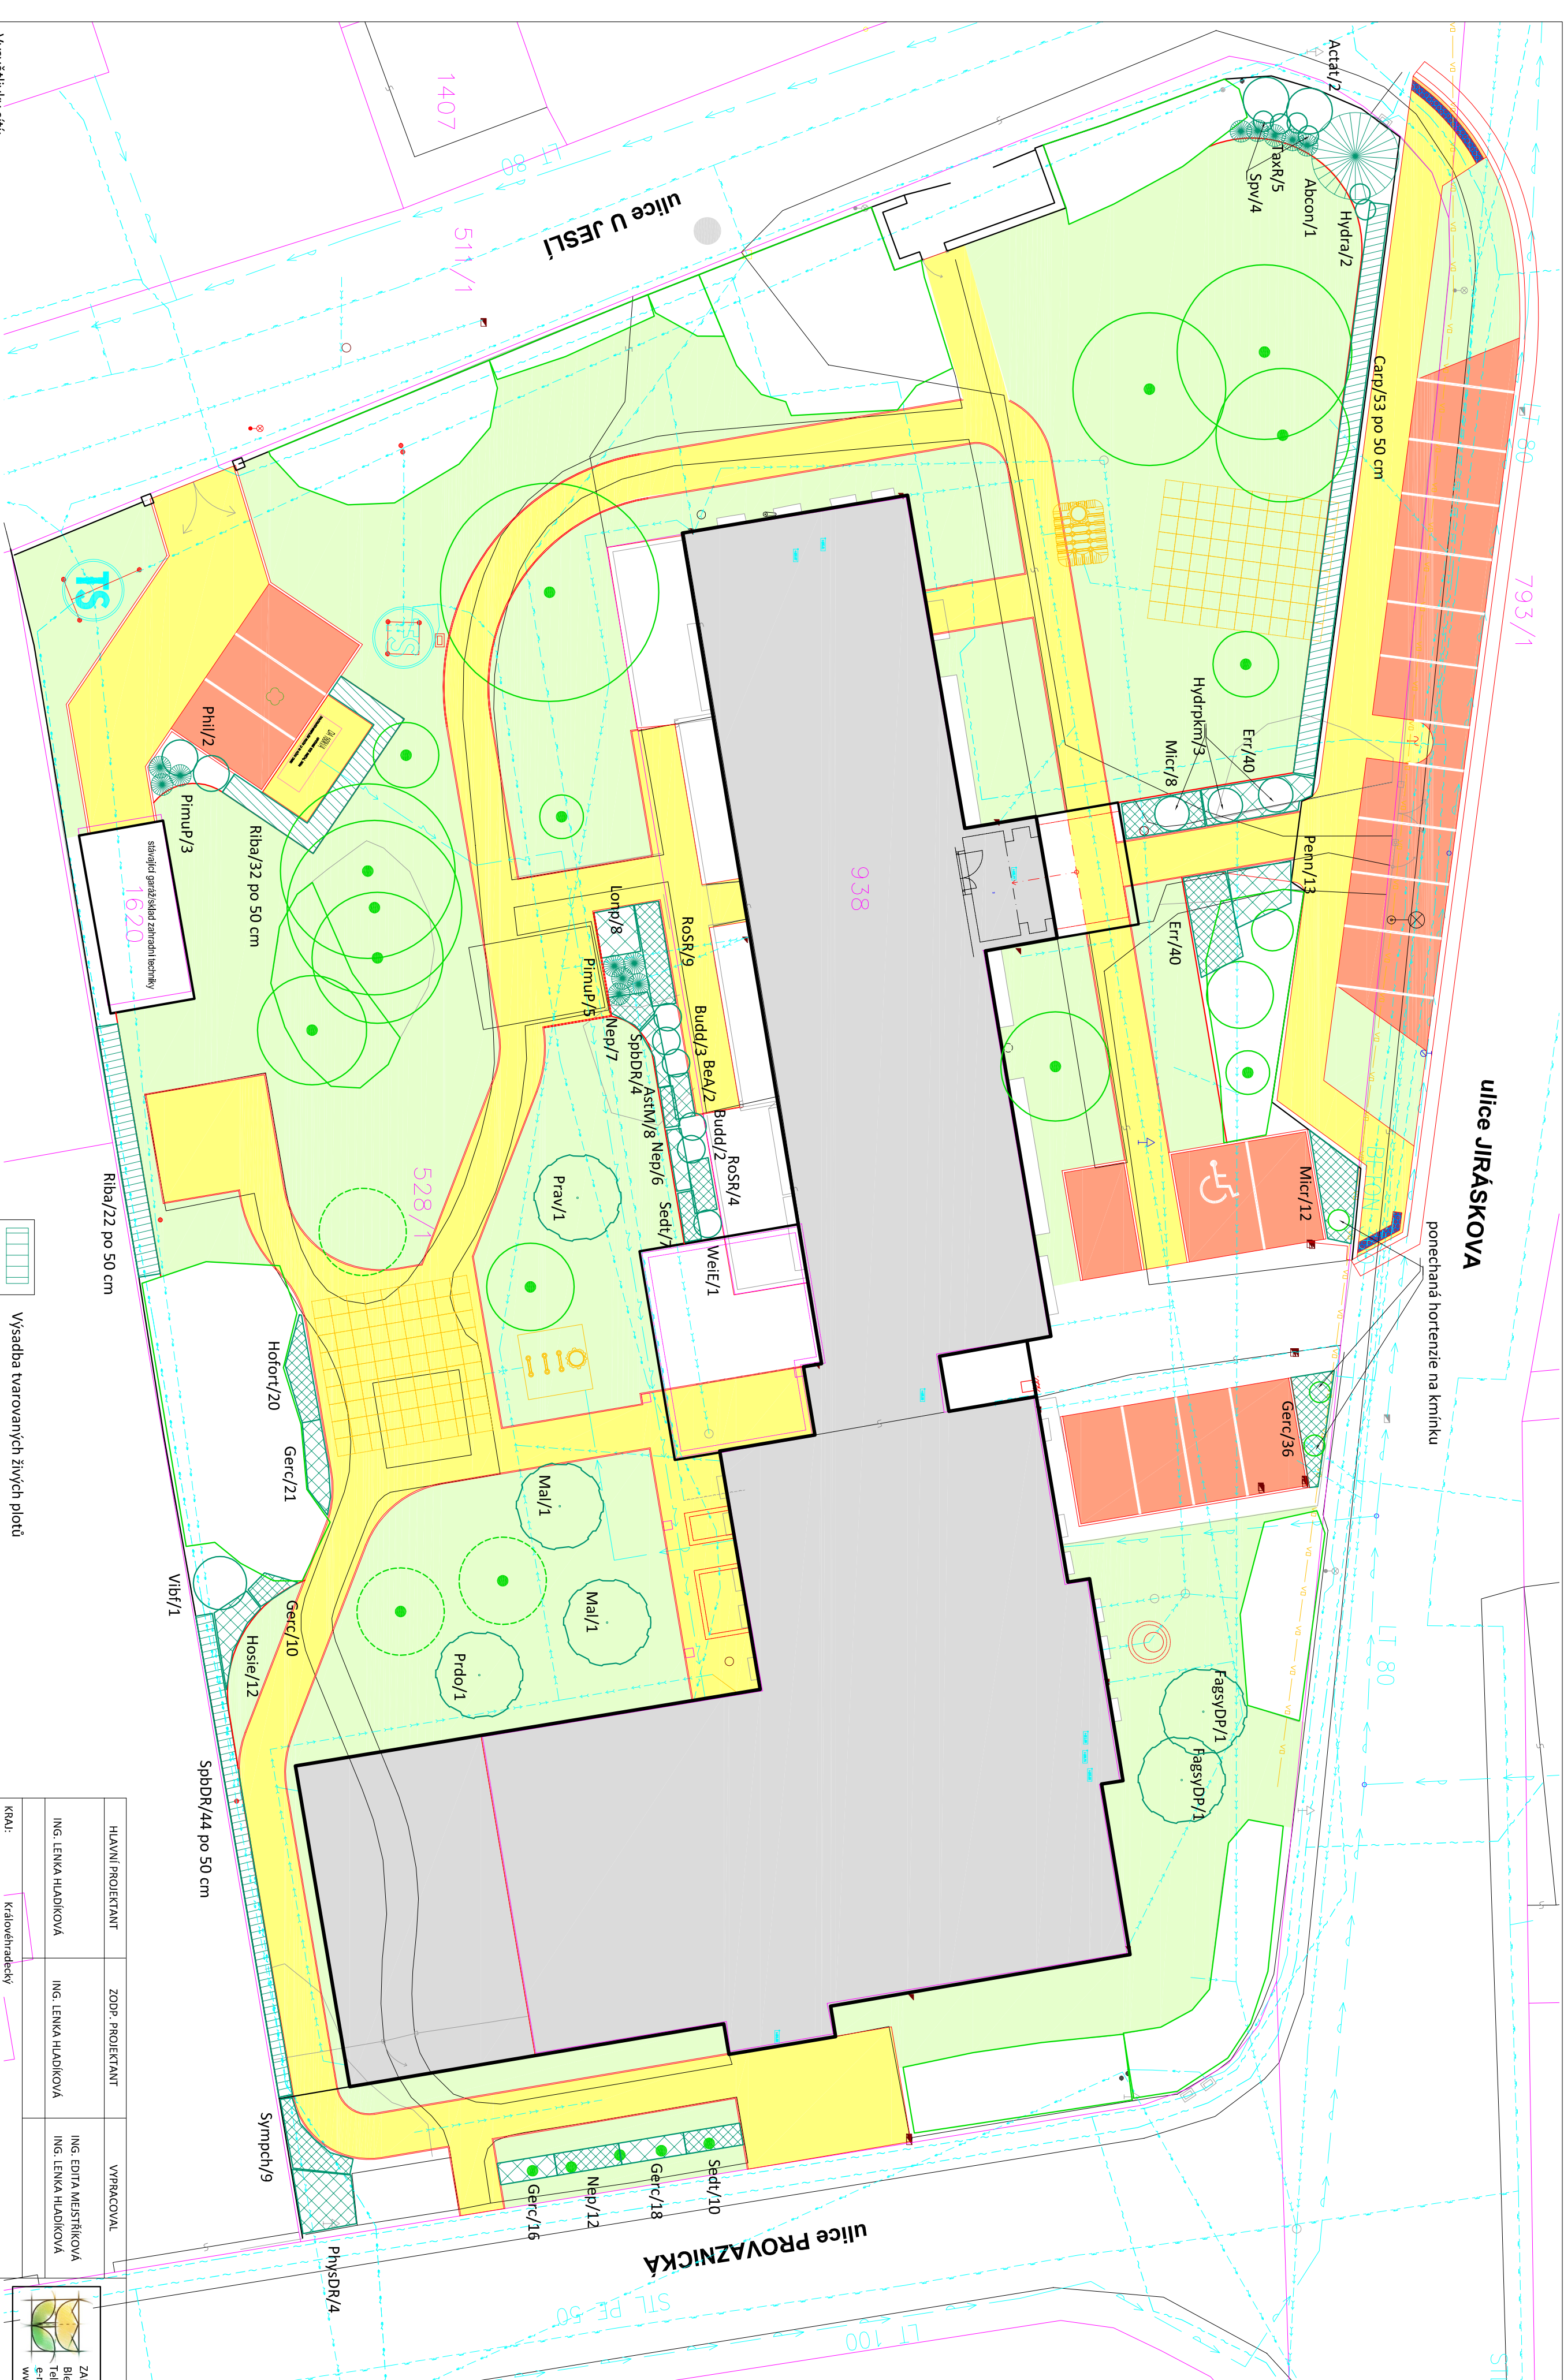 ulice JIRÁSKOVA
ulice U JESLÍ
ulice PROVAZNICKÁ
793/1
1407
511/1
938
528/1
1620
LT 80
LT 80
LT 80
LT 100
STL PE-50
Actat/2
TaxR/5
Spv/4
Abcon/1
Hydra/2
Carp/53 po 50 cm
Hydrpkm/3
Err/40
Micr/8
Penn/13
Err/40
Micr/12
ponechaná hortenzie na kmínku
Gerc/36
FagsyDP/1
FagsyDP/1
Phil/2
PimuP/3
Riba/32 po 50 cm
stávající garáž/sklad zahradní techniky
Lonp/8
RoSR/9
PimuP/5
Nep/7
SpbDR/4
Budd/3
BeA/2
AstM/8
Budd/2
Nep/6
RoSR/4
Sedt/7
WeiE/1
Prav/1
Mal/1
Mal/1
Prdo/1
Riba/22 po 50 cm
Hofort/20
Gerc/21
Vibf/1
Gerc/10
Hosie/12
SpbDR/44 po 50 cm
Sympch/9
PhysDR/4
Gerc/16
Nep/12
Gerc/18
Sedt/10
TS
Výsadba tvarovaných živých plotů
HLAVNÍ PROJEKTANT
ZODP. PROJEKTANT
VYPRACOVAL
ING. LENKA HLADÍKOVÁ
ING. LENKA HLADÍKOVÁ
ING. EDITA MEJSTŘÍKOVÁ
ING. LENKA HLADÍKOVÁ
KRAJ:
Královéhradecký